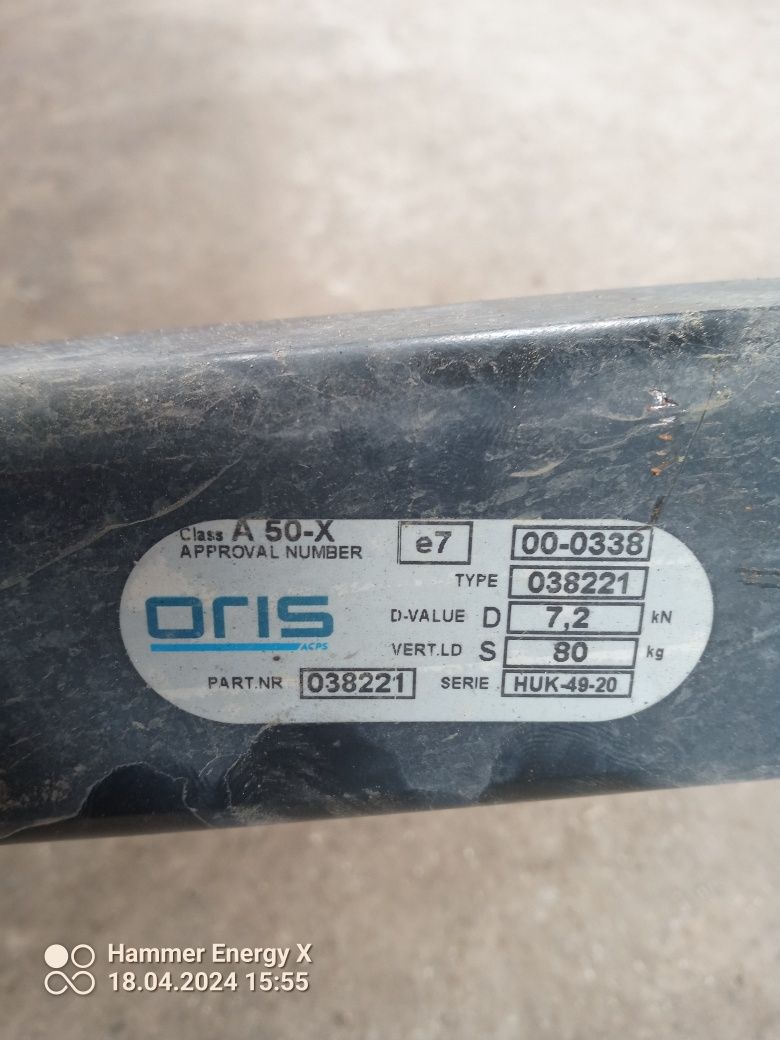 Class A 50-X
APPROVAL NUMBER e7 00-0338
TYPE 038221
oris
ACPS
D-VALUE D 7,2 kN
VERT.LD S 80 kg
PART.NR 038221 SERIE HUK-49-20
Hammer Energy X
18.04.2024 15:55